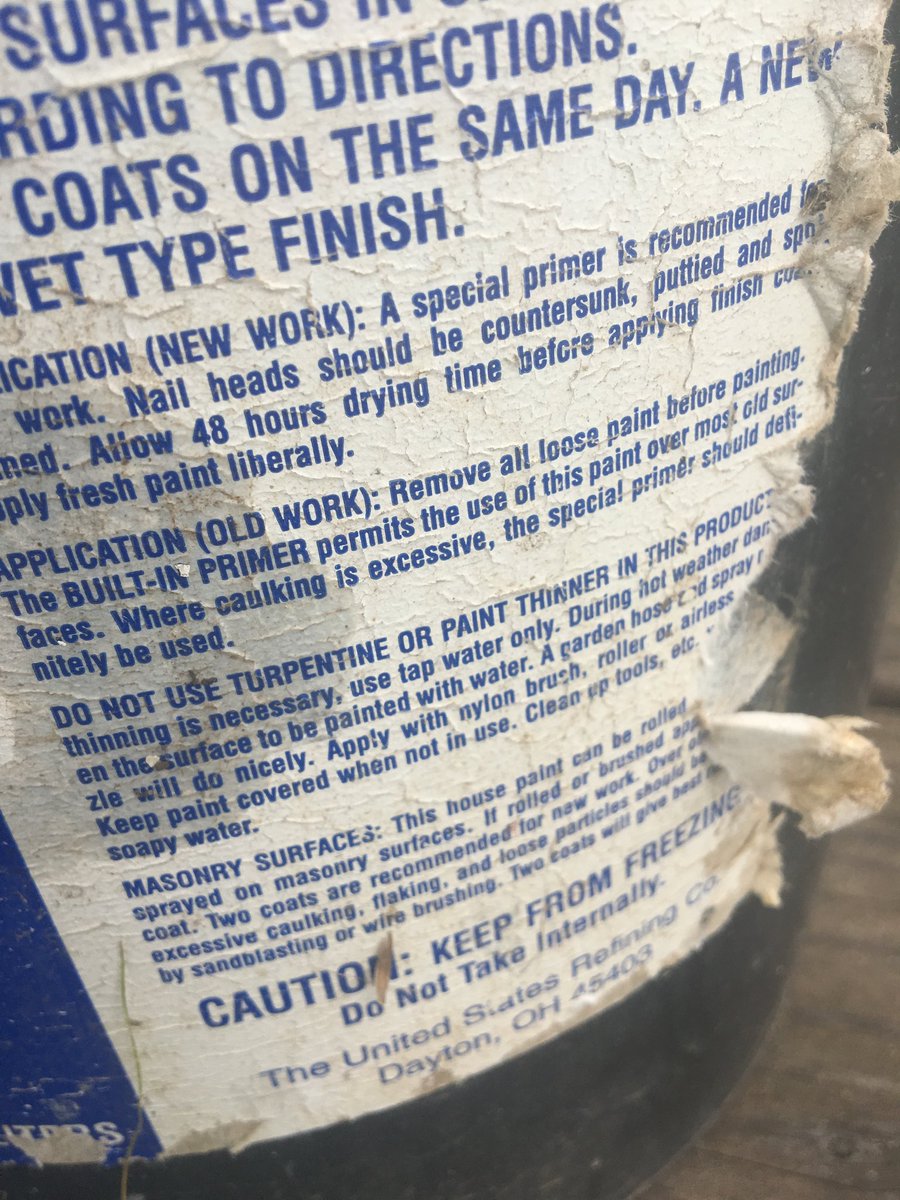 SURFACES IN
RDING TO DIRECTIONS.
COATS ON THE SAME DAY. A NEW
WET TYPE FINISH.
ICATION (NEW WORK): A special primer is recommended for
work. Nail heads should be countersunk, puttied and spot
med. Allow 48 hours drying time before applying finish coat.
pply fresh paint liberally.
APPLICATION (OLD WORK): Remove all loose paint before painting.
The BUILT-IN PRIMER permits the use of this paint over most old sur-
faces. Where caulking is excessive, the special primer should defi-
nitely be used.
DO NOT USE TURPENTINE OR PAINT THINNER IN THIS PRODUCT
thinning is necessary, use tap water only. During hot weather dam
en the surface to be painted with water. A garden hose and spray
zle will do nicely. Apply with nylon brush, roller or airless
Keep paint covered when not in use. Clean up tools, etc.
soapy water.
MASONRY SURFACES: This house paint can be rolled
sprayed on masonry surfaces. If rolled or brushed app
coat. Two coats are recommended for new work. Over
excessive caulking, flaking, and loose particles should be
by sandblasting or wire brushing. Two coats will give best
CAUTION: KEEP FROM FREEZING
Do Not Take Internally.
The United States Refining Co.
Dayton, OH 45403